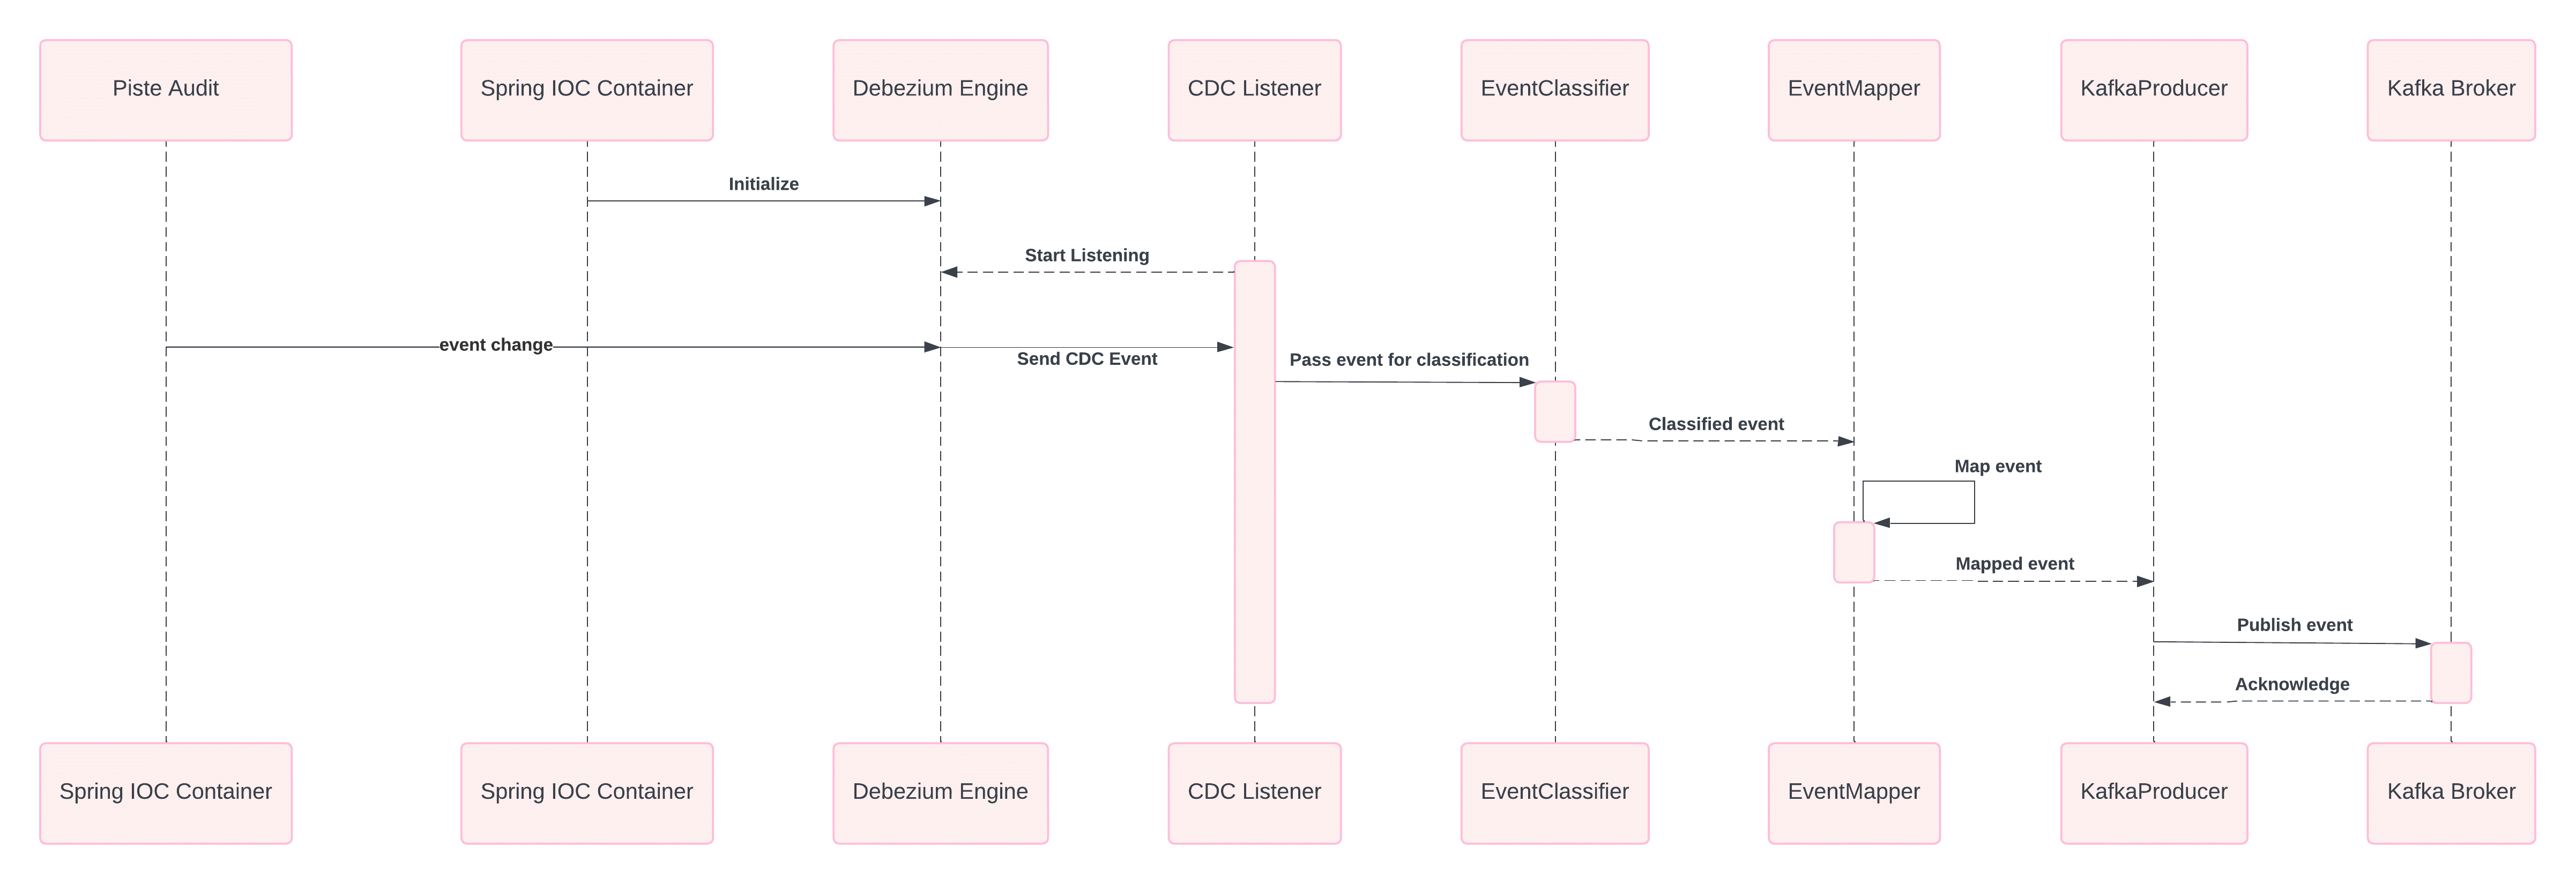 Piste Audit
Spring IOC Container
Debezium Engine
CDC Listener
EventClassifier
EventMapper
KafkaProducer
Kafka Broker
Initialize
Start Listening
event change
Send CDC Event
Pass event for classification
Classified event
Map event
Mapped event
Publish event
Acknowledge
Spring IOC Container
Spring IOC Container
Debezium Engine
CDC Listener
EventClassifier
EventMapper
KafkaProducer
Kafka Broker